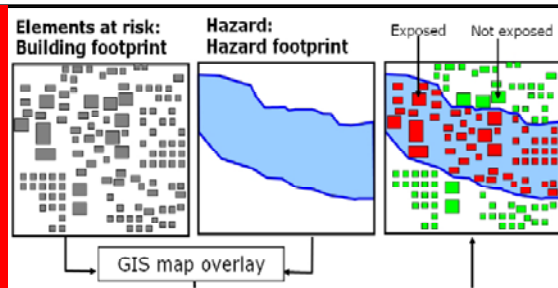 Elements at risk:
Building footprint
Hazard:
Hazard footprint
Exposed
Not exposed
GIS map overlay